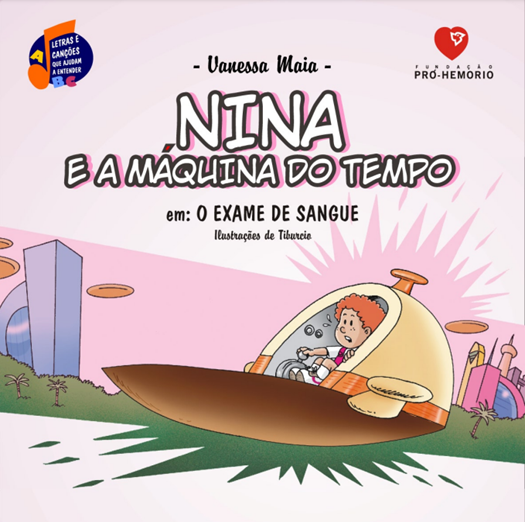 LETRAS E
CANÇÕES
QUE AJUDAM
A ENTENDER
A B C
- Vanessa Maia -
FUNDAÇÃO
PRÓ-HEMORIO
NINA
E A MÁQUINA DO TEMPO
em: O EXAME DE SANGUE
Ilustrações de Tiburcio